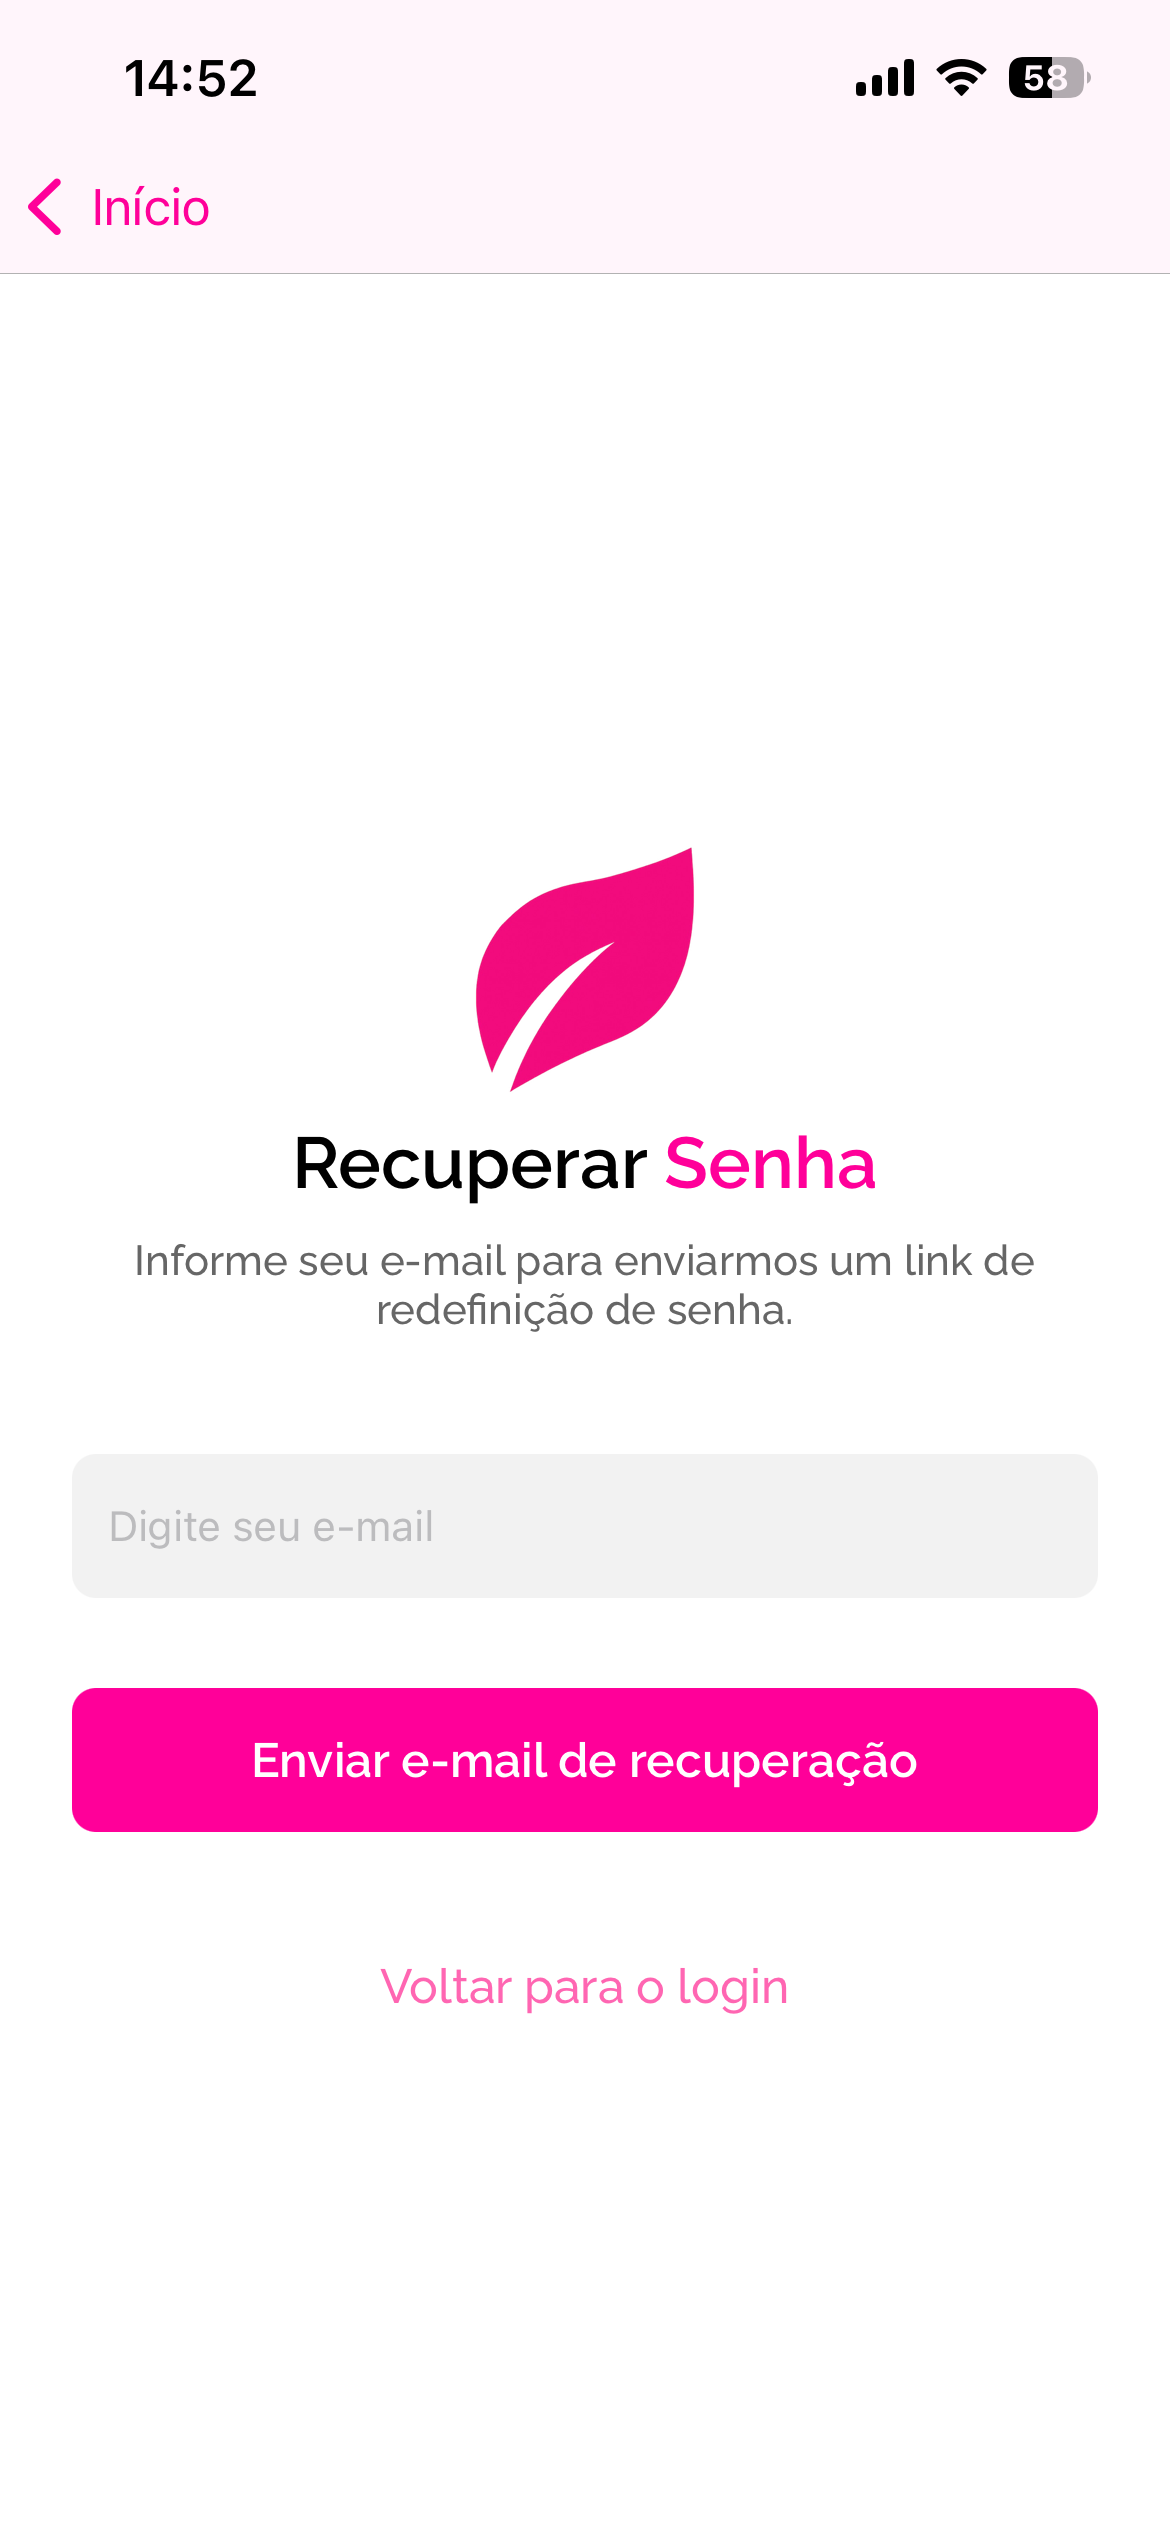 14:52
58
Início
Recuperar Senha
Informe seu e-mail para enviarmos um link de
redefinição de senha.
Digite seu e-mail
Enviar e-mail de recuperação
Voltar para o login